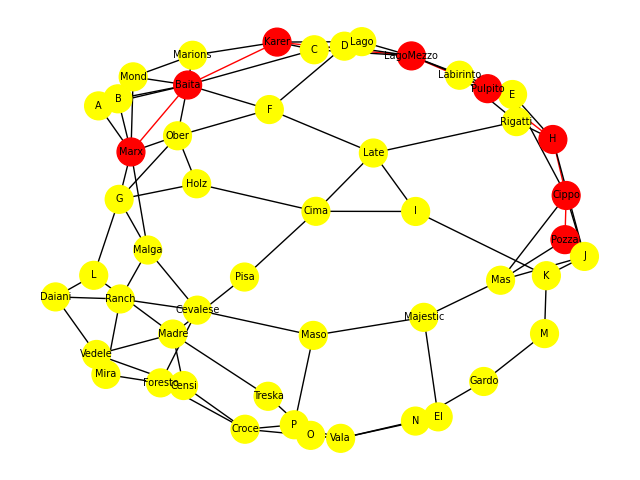 Karer
Lago
D
C
Marions
LagoMezzo
Labirinto
Mond
Baita
Pulpito
E
B
A
F
Rigatti
Ober
H
Marx
Late
Holz
Cippo
G
Cima
I
Pozza
Malga
J
L
Pisa
K
Mas
Daiani
Ranch
Cevalese
Majestic
Madre
Maso
M
Vedele
Mira
Foresto
Censi
Gardo
Treska
El
N
P
Croce
O
Vala